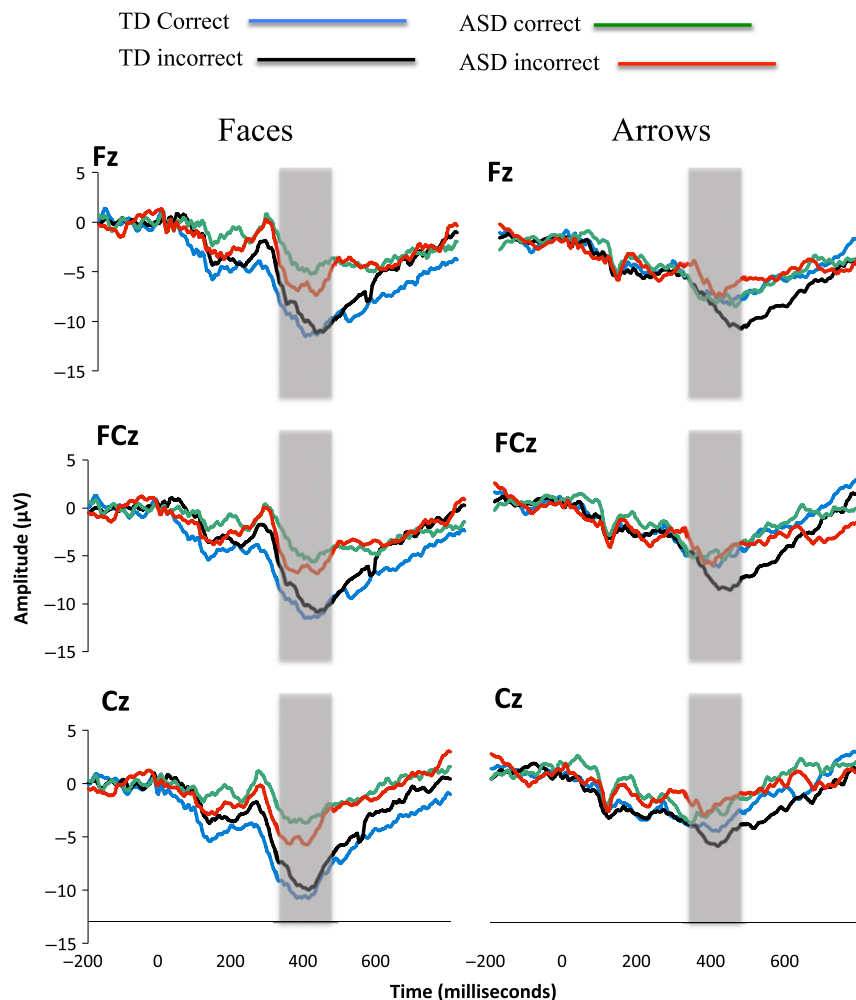 TD Correct
ASD correct
TD incorrect
ASD incorrect
Faces
Arrows
Fz
Fz
5
0
−5
−10
−15
FCz
FCz
5
0
−5
−10
−15
Amplitude (µV)
Cz
Cz
5
0
−5
−10
−15
−200 0 200 400 600
−200 0 200 400 600
Time (milliseconds)